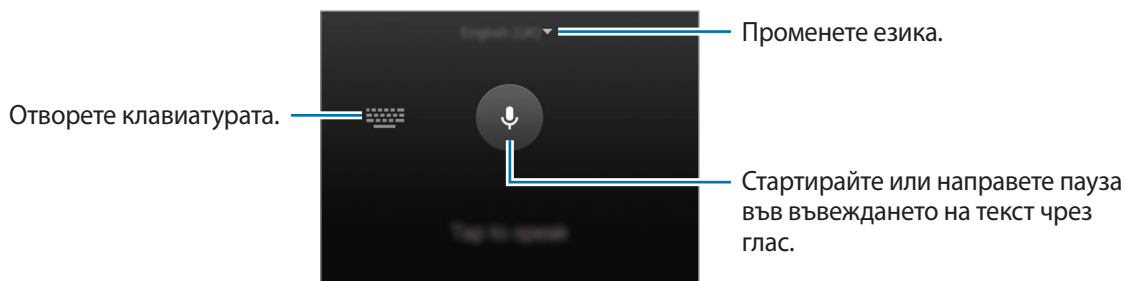 Променете езика.
Отворете клавиатурата.
Стартирайте или направете пауза
във въвеждането на текст чрез
глас.